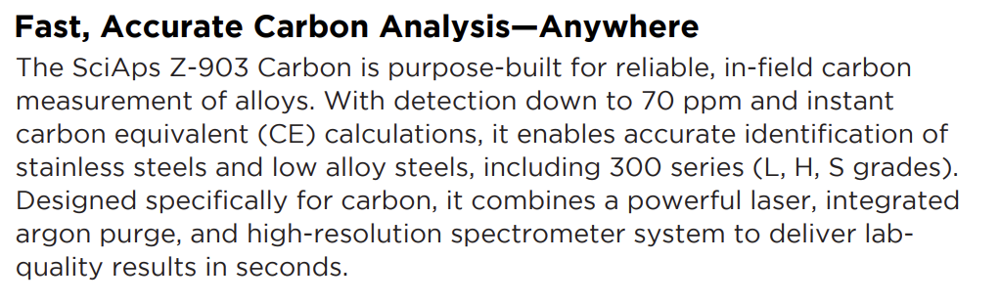 Fast, Accurate Carbon Analysis—Anywhere
The SciAps Z-903 Carbon is purpose-built for reliable, in-field carbon
measurement of alloys. With detection down to 70 ppm and instant
carbon equivalent (CE) calculations, it enables accurate identification of
stainless steels and low alloy steels, including 300 series (L, H, S grades).
Designed specifically for carbon, it combines a powerful laser, integrated
argon purge, and high-resolution spectrometer system to deliver lab-
quality results in seconds.